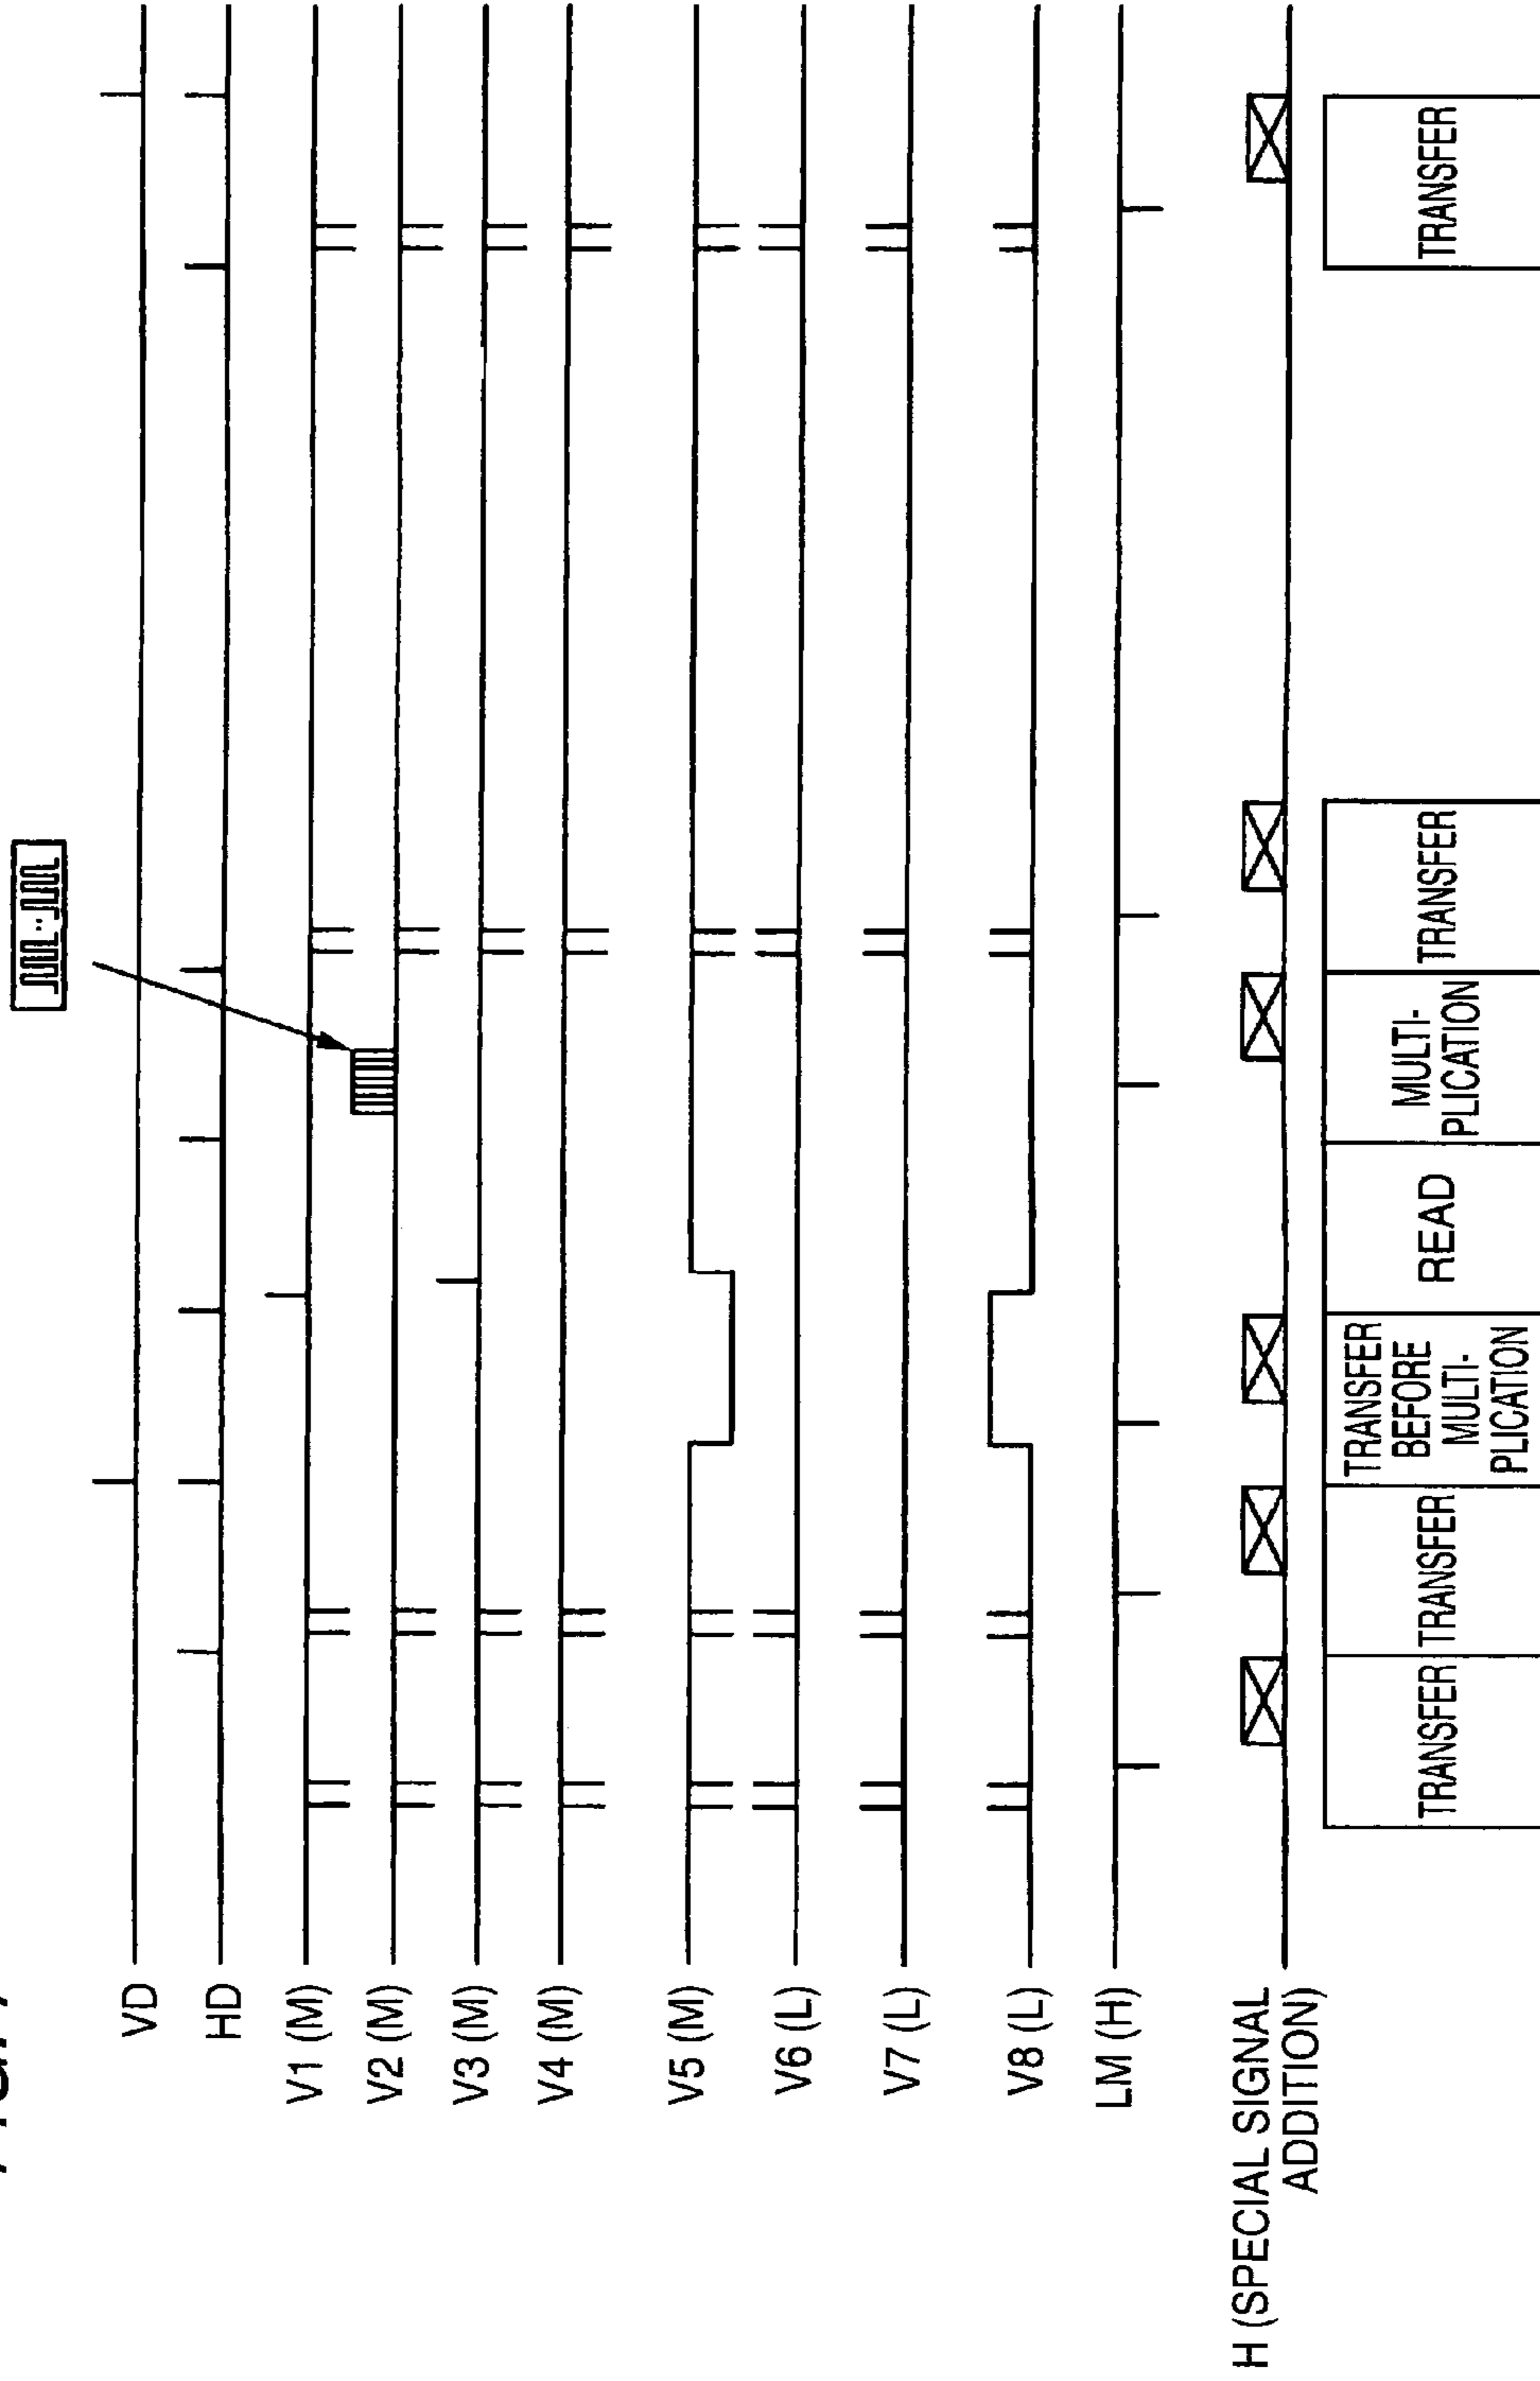 VD
HD
V1 (M)
V2 (M)
V3 (M)
V4 (M)
V5 (M)
V6 (L)
V7 (L)
V8 (L)
LM (H)
H (SPECIAL SIGNAL
ADDITION)
TRANSFER
TRANSFER
TRANSFER
BEFORE
MULTI-
PLICATION
READ
MULTI-
PLICATION
TRANSFER
TRANSFER